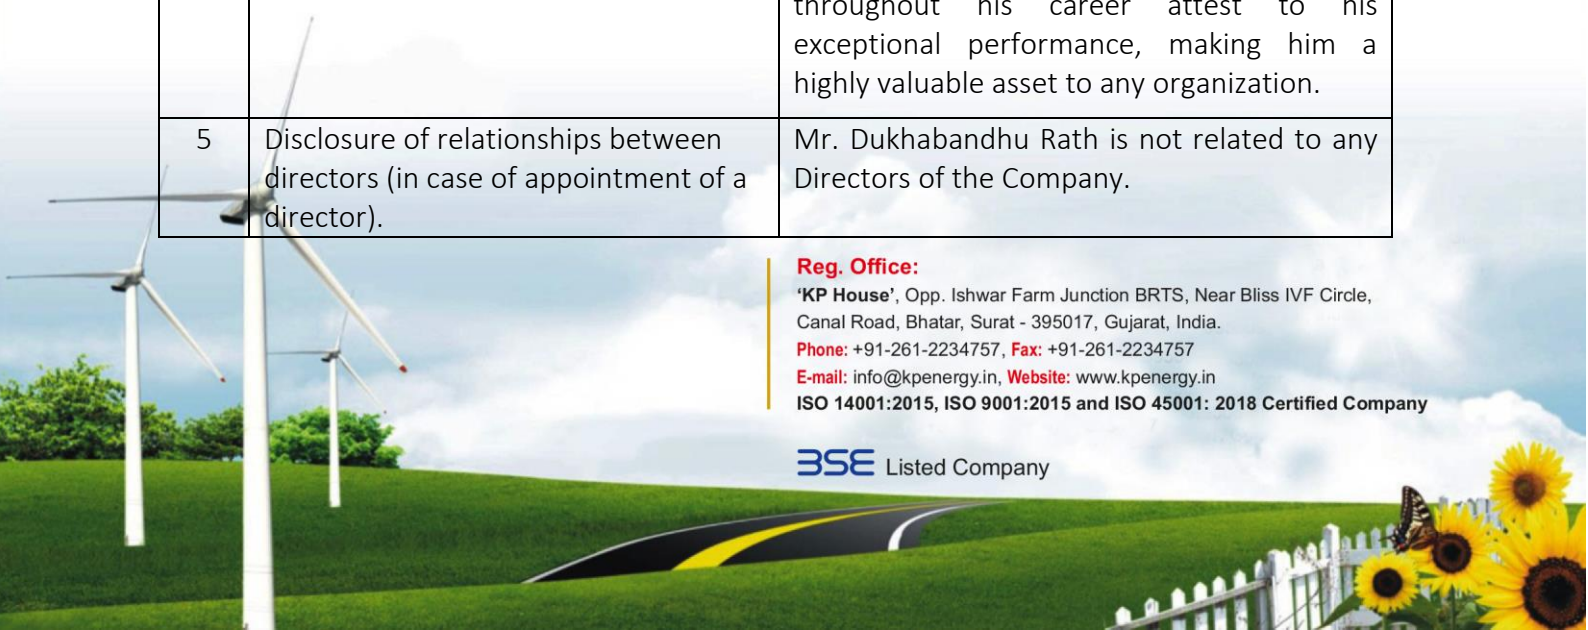 throughout his career attest to his
exceptional performance, making him a
highly valuable asset to any organization.
5
Disclosure of relationships between
directors (in case of appointment of a
director).
Mr. Dukhabandhu Rath is not related to any
Directors of the Company.
Reg. Office:
‘KP House’, Opp. Ishwar Farm Junction BRTS, Near Bliss IVF Circle,
Canal Road, Bhatar, Surat - 395017, Gujarat, India.
Phone: +91-261-2234757, Fax: +91-261-2234757
E-mail: info@kpenergy.in, Website: www.kpenergy.in
ISO 14001:2015, ISO 9001:2015 and ISO 45001: 2018 Certified Company
BSE Listed Company